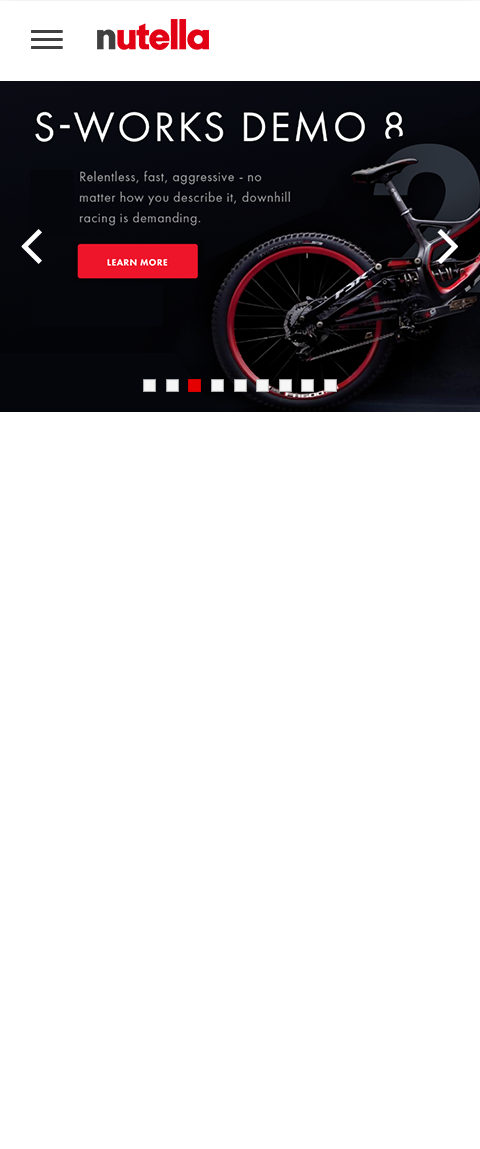 nutella
S-WORKS DEMO 8
Relentless, fast, aggressive - no
matter how you describe it, downhill
racing is demanding.
LEARN MORE